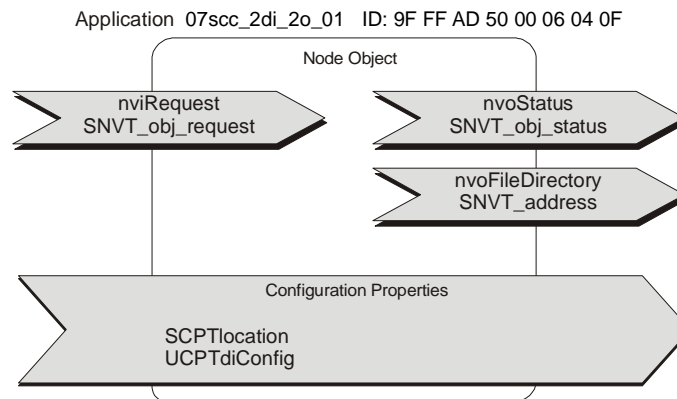 Application 07scc_2di_2o_01 ID: 9F FF AD 50 00 06 04 0F
Node Object
nviRequest
SNVT_obj_request
nvoStatus
SNVT_obj_status
nvoFileDirectory
SNVT_address
Configuration Properties
SCPTlocation
UCPTdiConfig